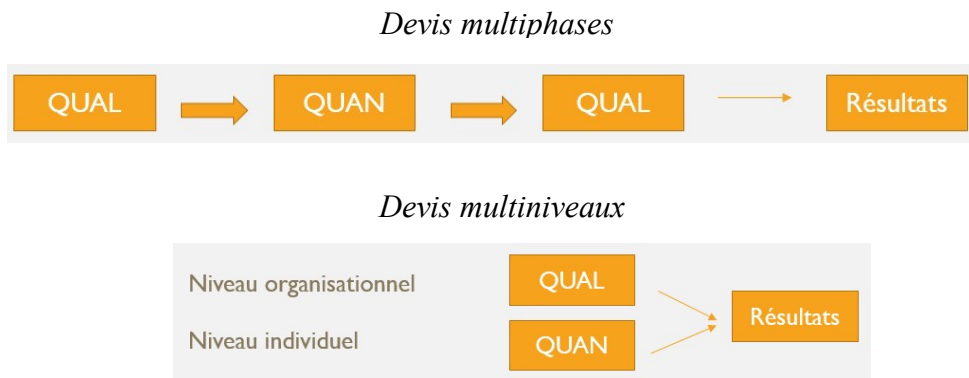 Devis multiphases
QUAL QUAN QUAL Résultats
Devis multiniveaux
Niveau organisationnel QUAL
Résultats
Niveau individuel QUAN